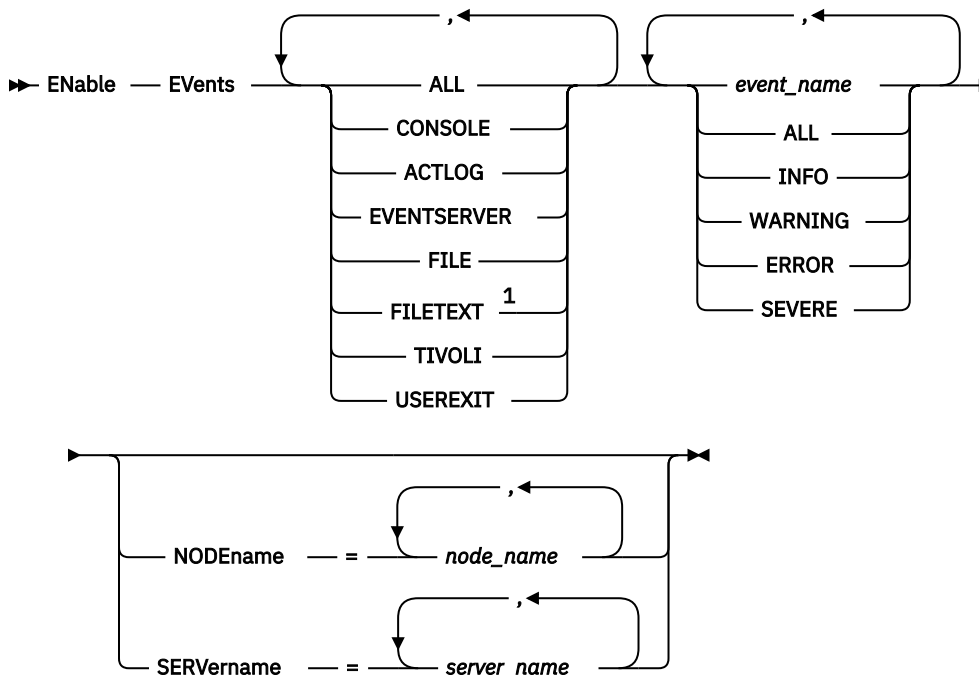 , ,
ENable EVents ALL event_name
CONSOLE ALL
ACTLOG INFO
EVENTSERVER WARNING
FILE ERROR
FILETEXT 1 SEVERE
TIVOLI
USEREXIT
,
NODEname = node_name
,
SERVername = server_name